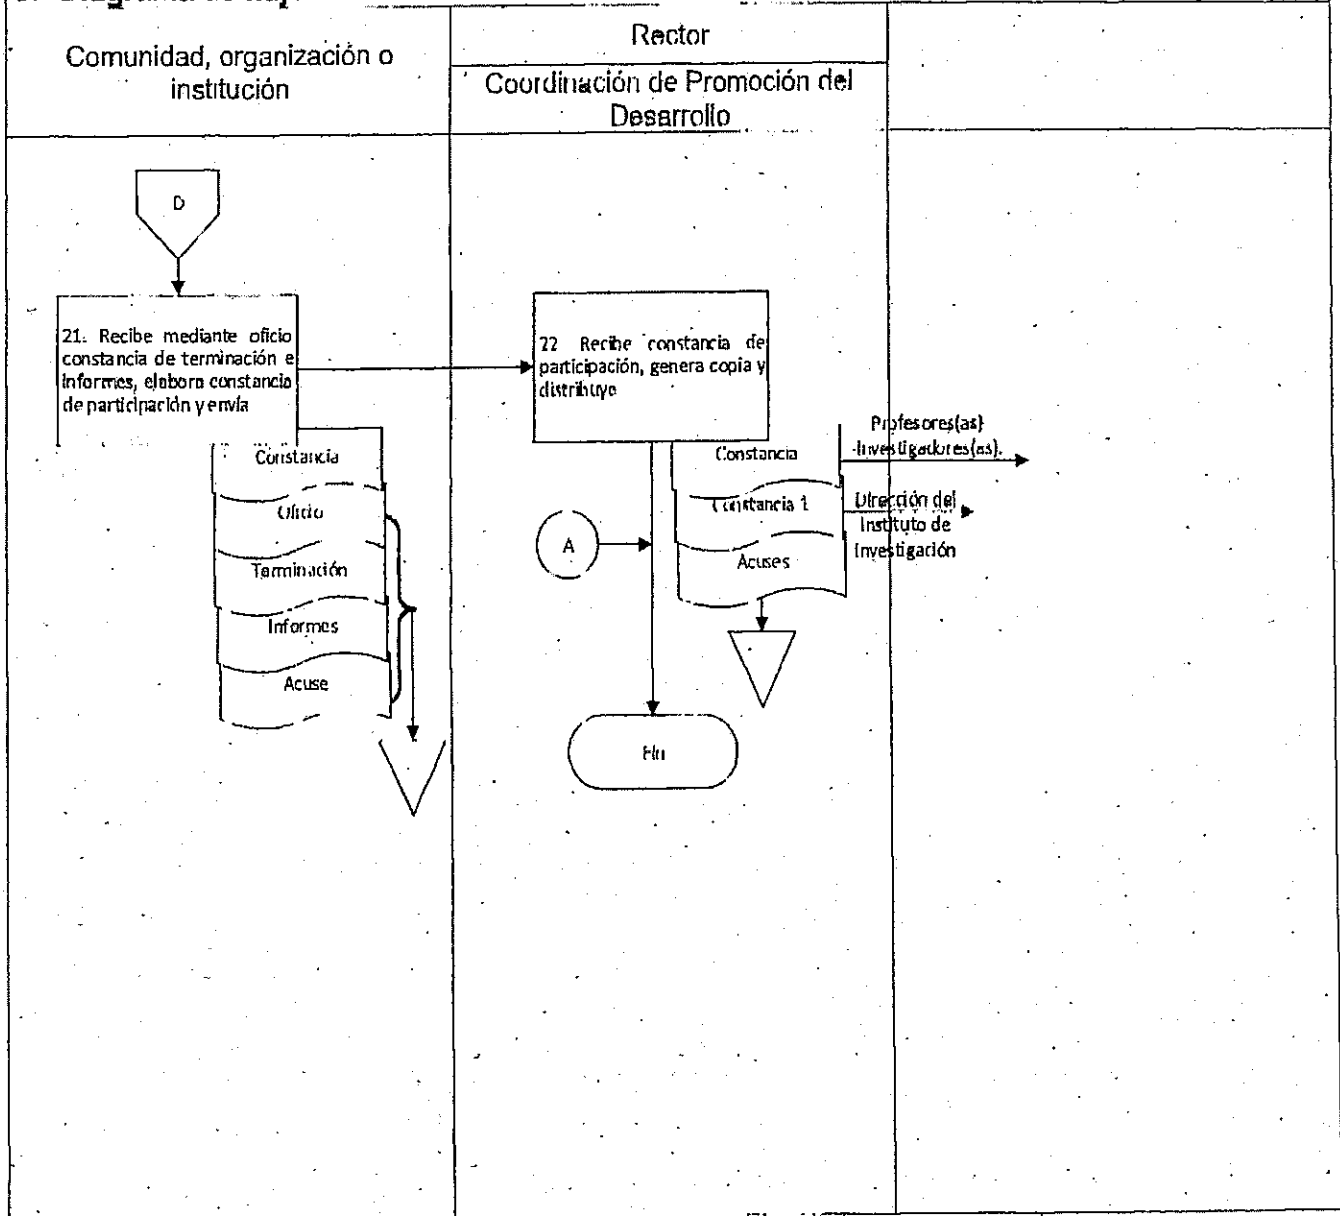 Comunidad, organización o
institución
Rector
Coordinación de Promoción del
Desarrollo
D
21. Recibe mediante oficio
constancia de terminación e
informes, elabora constancia
de participación y envía
Constancia
Oficio
Terminación
Informes
Acuse
22 Recibe constancia de
participación, genera copia y
distribuye
Constancia
Constancia 1
Acuses
Profesores(as)
-Investigadores(as).
Dirección del
Instituto de
Investigación
A
Fin